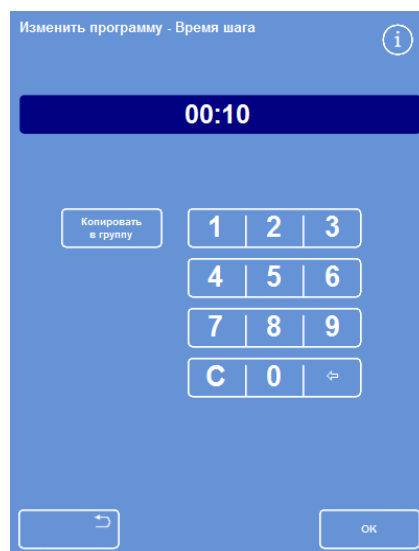 Изменить программу - Время шага
i
00:10
Копировать
в группу
1 2 3
4 5 6
7 8 9
C 0 ⇦
OK